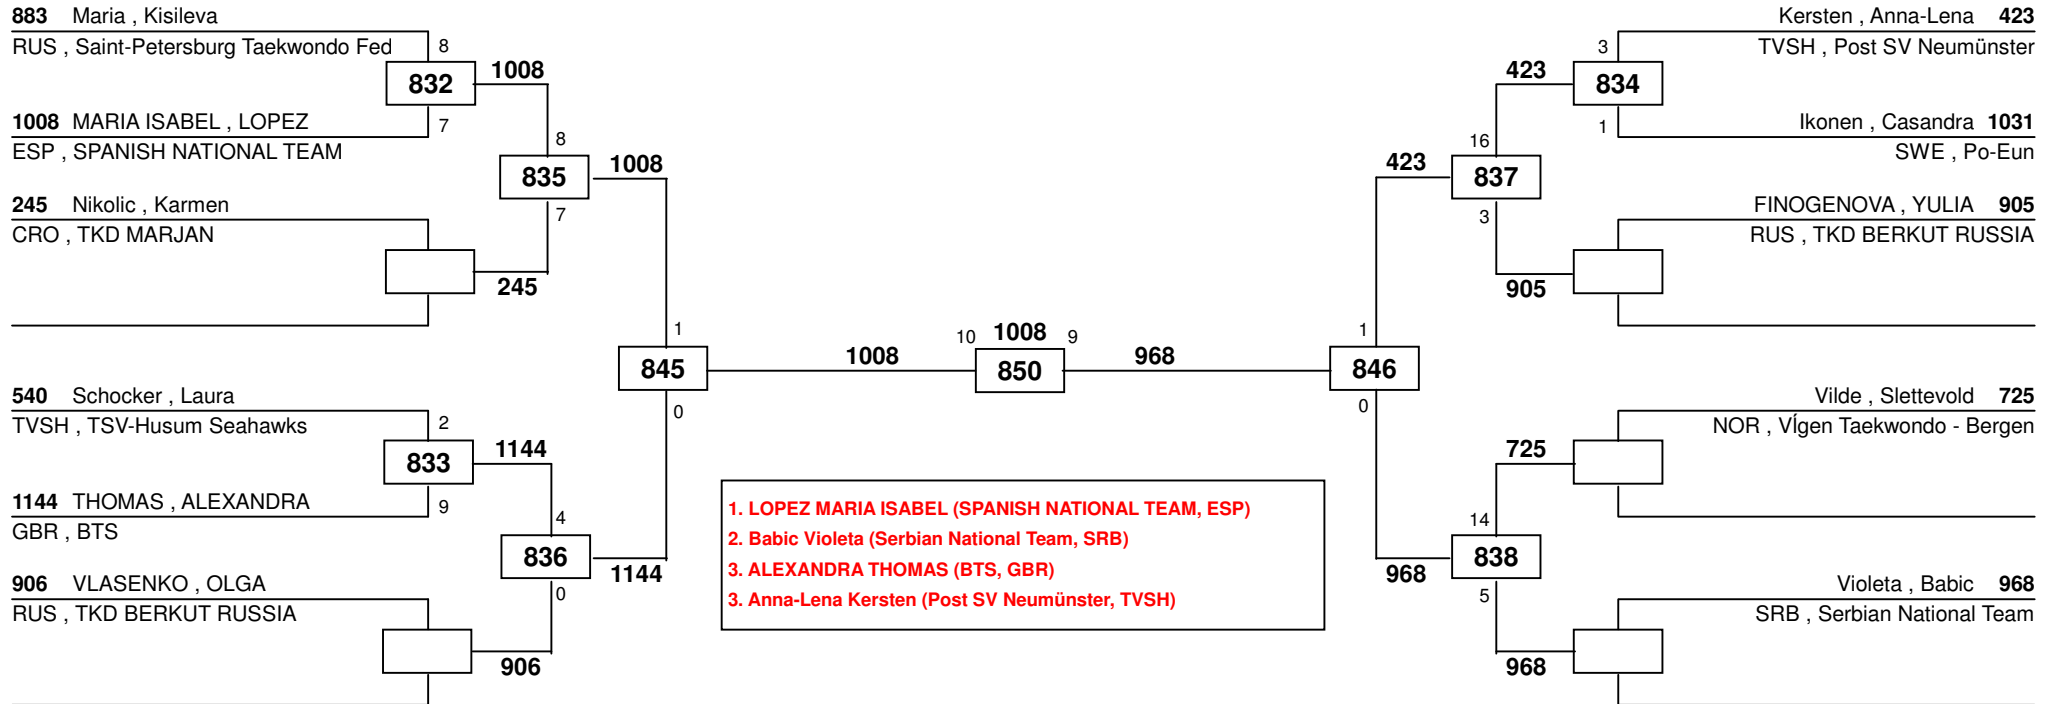 883 Maria , Kisileva
RUS , Saint-Petersburg Taekwondo Fed
8
832
1008
1008 MARIA ISABEL , LOPEZ
7
ESP , SPANISH NATIONAL TEAM
8
835
1008
245 Nikolic , Karmen
7
CRO , TKD MARJAN
245
1
845
1008
0
540 Schocker , Laura
TVSH , TSV-Husum Seahawks
2
833
1144
1144 THOMAS , ALEXANDRA
9
GBR , BTS
4
836
1144
906 VLASENKO , OLGA
0
RUS , TKD BERKUT RUSSIA
906
10 1008 9
850
968
1. LOPEZ MARIA ISABEL (SPANISH NATIONAL TEAM, ESP)
2. Babic Violeta (Serbian National Team, SRB)
3. ALEXANDRA THOMAS (BTS, GBR)
3. Anna-Lena Kersten (Post SV Neumünster, TVSH)
Kersten , Anna-Lena 423
3
TVSH , Post SV Neumünster
423
834
1
Ikonen , Casandra 1031
SWE , Po-Eun
16
423
837
3
FINOGENOVA , YULIA 905
RUS , TKD BERKUT RUSSIA
905
1
846
0
Vilde , Slettevold 725
NOR , VÍgen Taekwondo - Bergen
725
14
838
968
5
Violeta , Babic 968
SRB , Serbian National Team
968